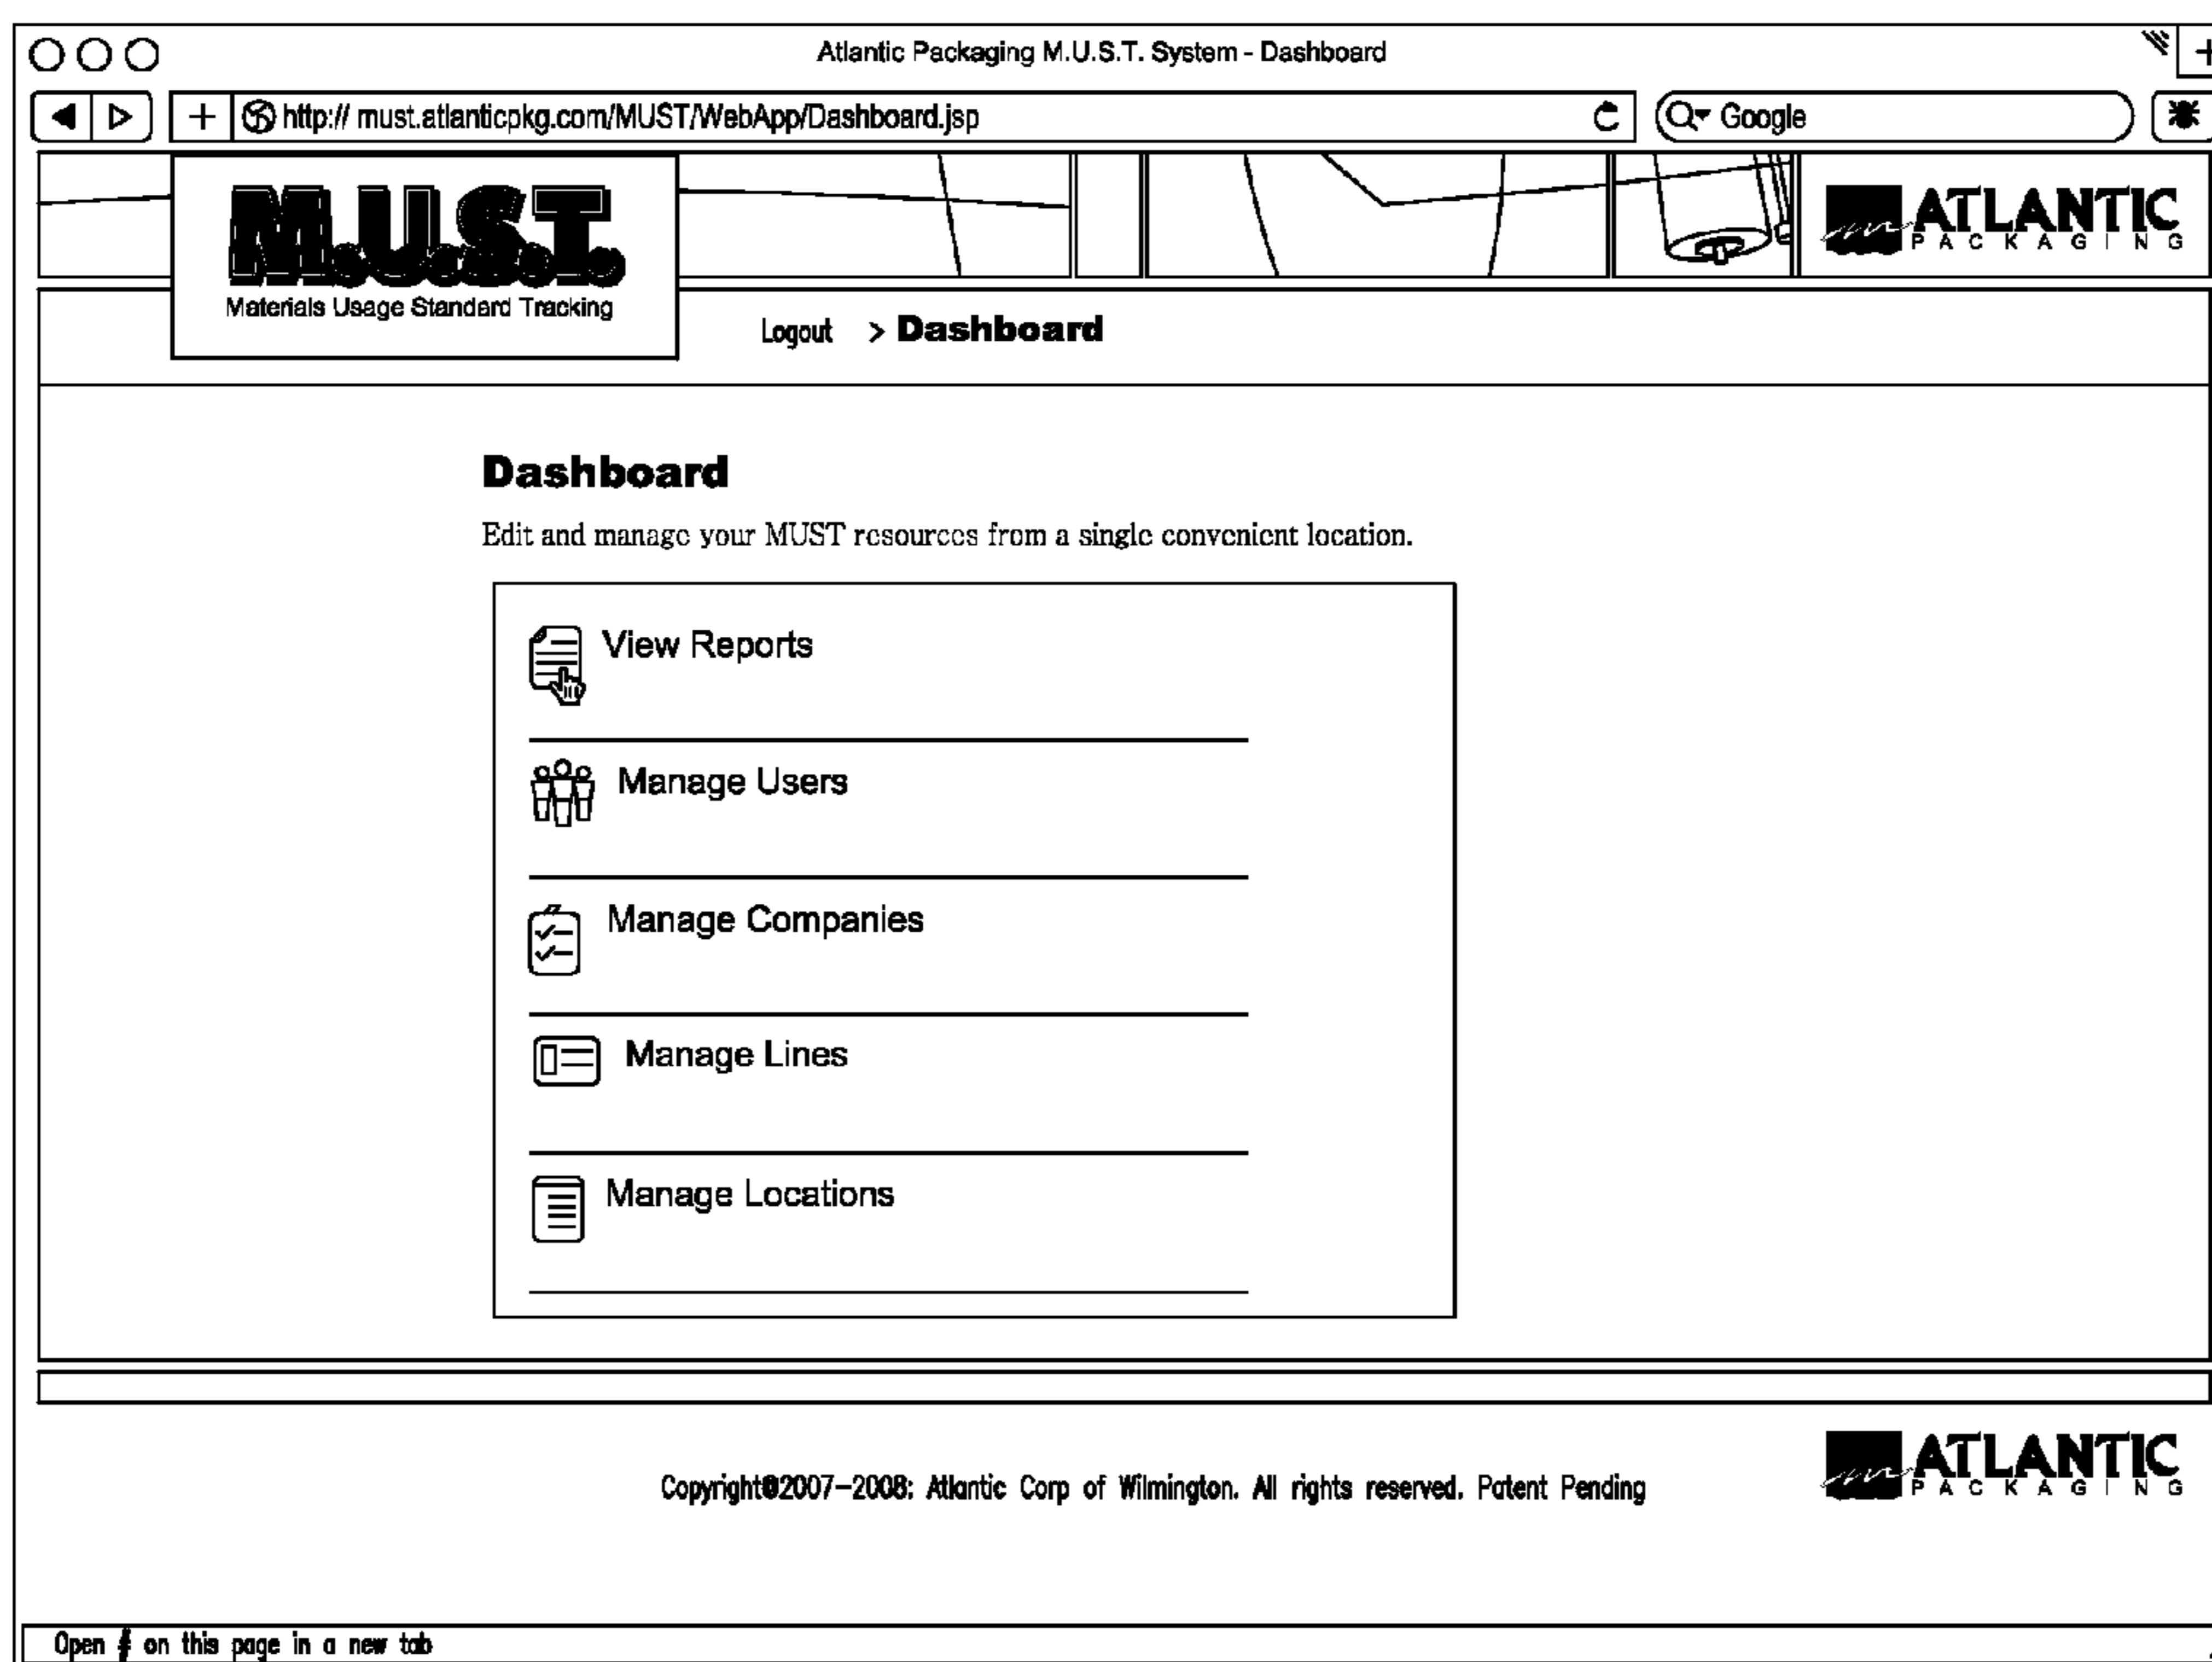 Atlantic Packaging M.U.S.T. System - Dashboard
http:// must.atlanticpkg.com/MUST/WebApp/Dashboard.jsp
Google
M.U.S.T.
Materials Usage Standard Tracking
ATLANTIC
PACKAGING
Logout > Dashboard
Dashboard
Edit and manage your MUST resources from a single convenient location.
View Reports
Manage Users
Manage Companies
Manage Lines
Manage Locations
Copyright©2007-2008: Atlantic Corp of Wilmington. All rights reserved. Patent Pending
ATLANTIC
PACKAGING
Open # on this page in a new tab